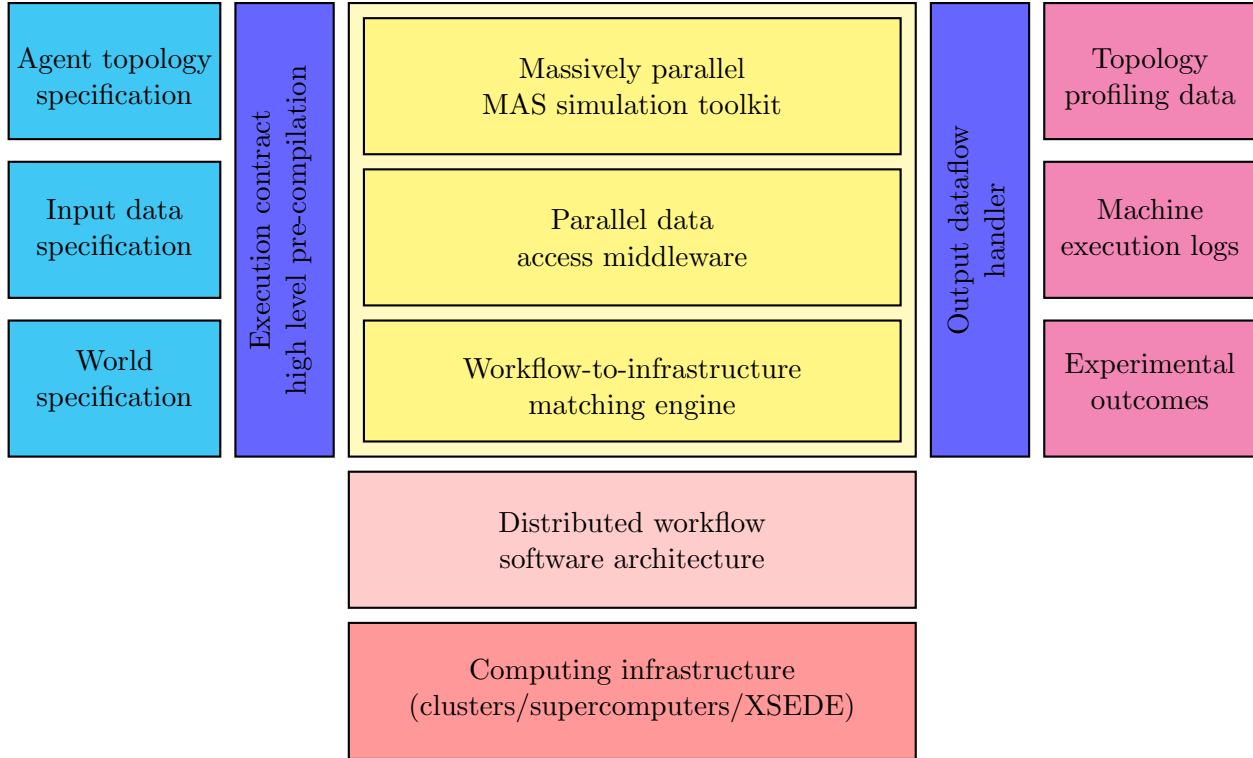 Agent topology
specification
Input data
specification
World
specification
Execution contract
high level pre-compilation
Massively parallel
MAS simulation toolkit
Parallel data
access middleware
Workflow-to-infrastructure
matching engine
Distributed workflow
software architecture
Computing infrastructure
(clusters/supercomputers/XSEDE)
Output dataflow
handler
Topology
profiling data
Machine
execution logs
Experimental
outcomes